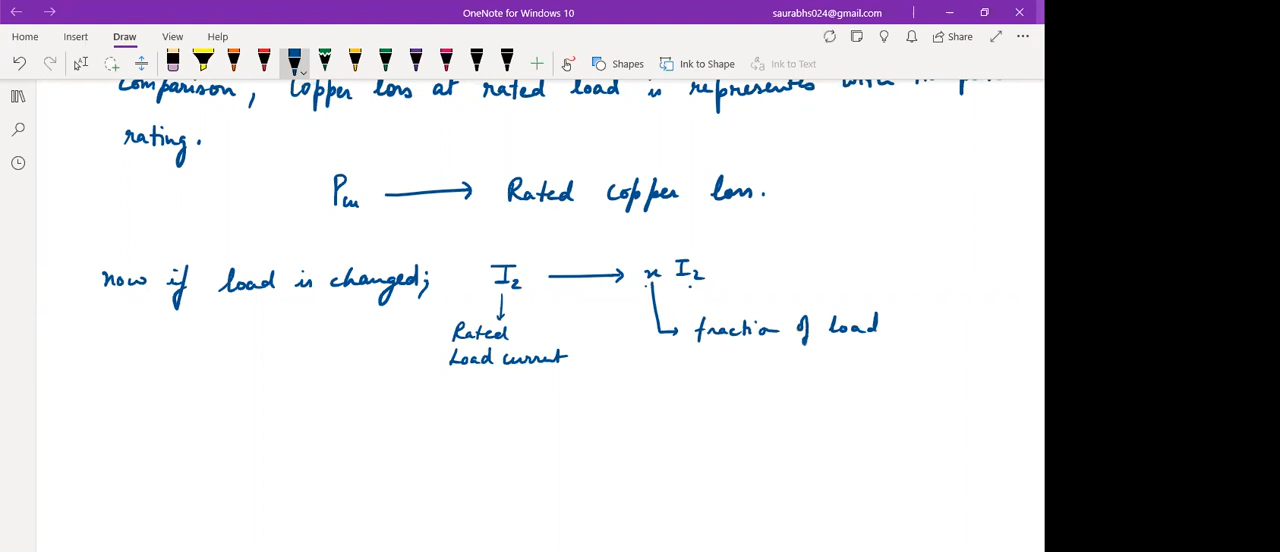 OneNote for Windows 10
saurabhs024@gmail.com
Home Insert Draw View Help
Share
Shapes Ink to Shape Ink to Text
comparison, copper loss at rated load is represents with
rating.
Pcu → Rated copper loss.
now if load is changed; I₂ → x I₂
Rated → fraction of load
Load current